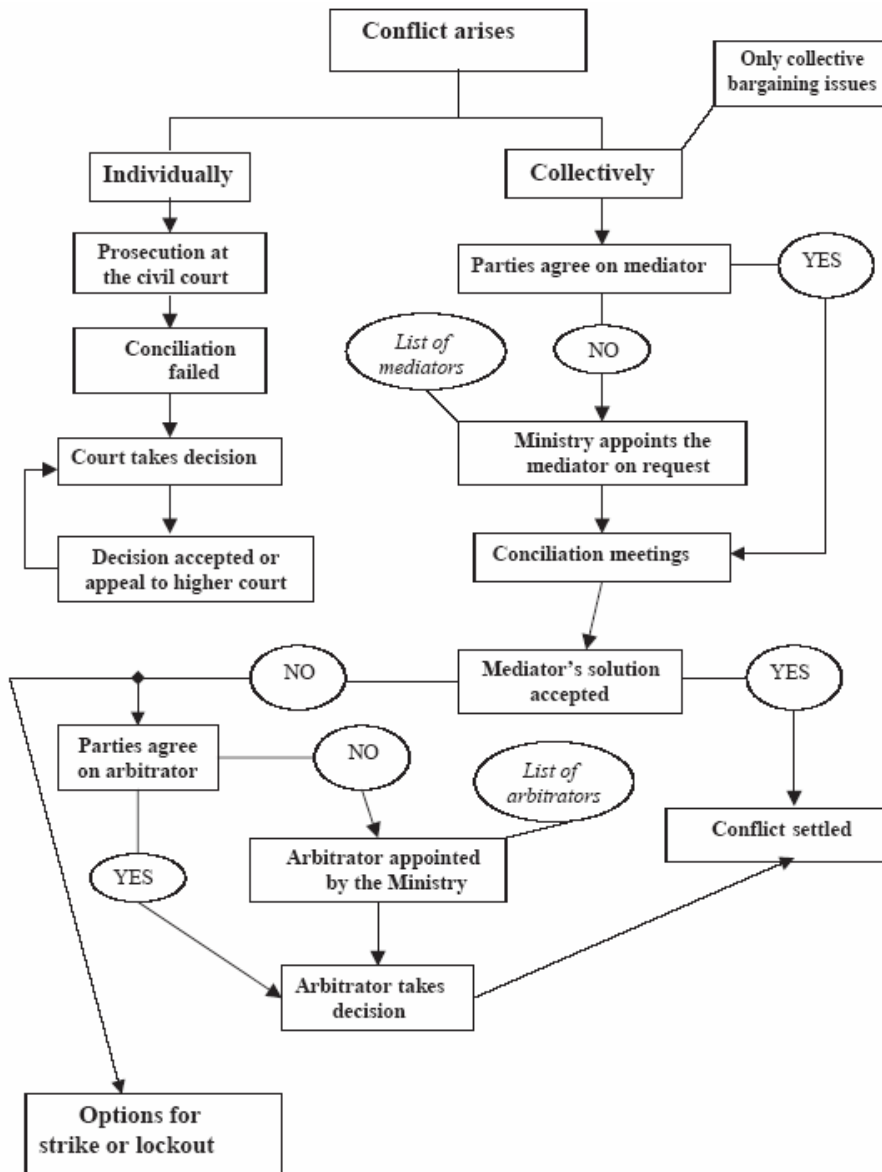 Conflict arises
Only collective
bargaining issues
Individually
Collectively
Prosecution at
the civil court
Parties agree on mediator
YES
Conciliation
failed
List of
mediators
NO
Court takes decision
Ministry appoints the
mediator on request
Decision accepted or
appeal to higher court
Conciliation meetings
NO
Mediator's solution
accepted
YES
Parties agree
on arbitrator
NO
List of
arbitrators
Conflict settled
YES
Arbitrator appointed
by the Ministry
Arbitrator takes
decision
Options for
strike or lockout